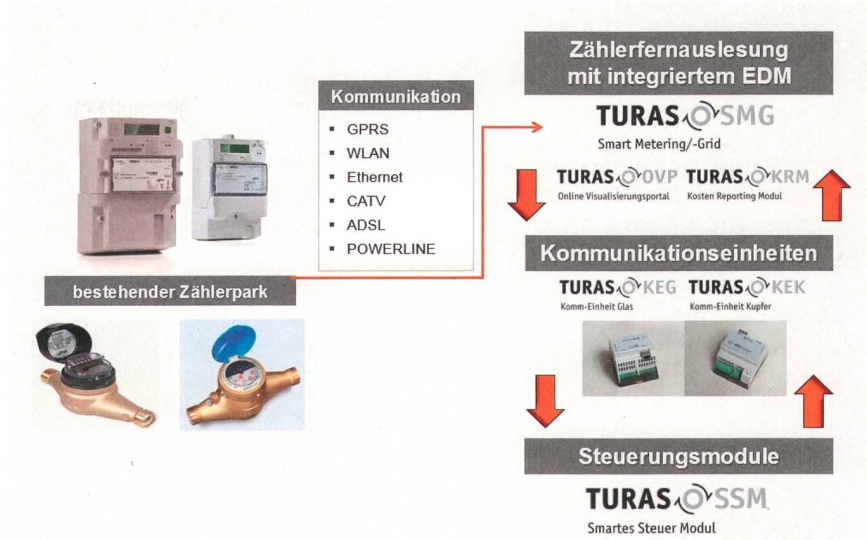 Zählerfernauslesung
mit integriertem EDM
TURAS SMG
Smart Metering/-Grid
Kommunikation
GPRS
WLAN
Ethernet
CATV
ADSL
POWERLINE
TURAS OVP TURAS KRM
Online Visualisierungsportal Kosten Reporting Modul
Kommunikationseinheiten
bestehender Zählerpark
TURAS KEG TURAS KEK
Komm-Einheit Glas Komm-Einheit Kupfer
Steuerungsmodule
TURAS SSM
Smartes Steuer Modul